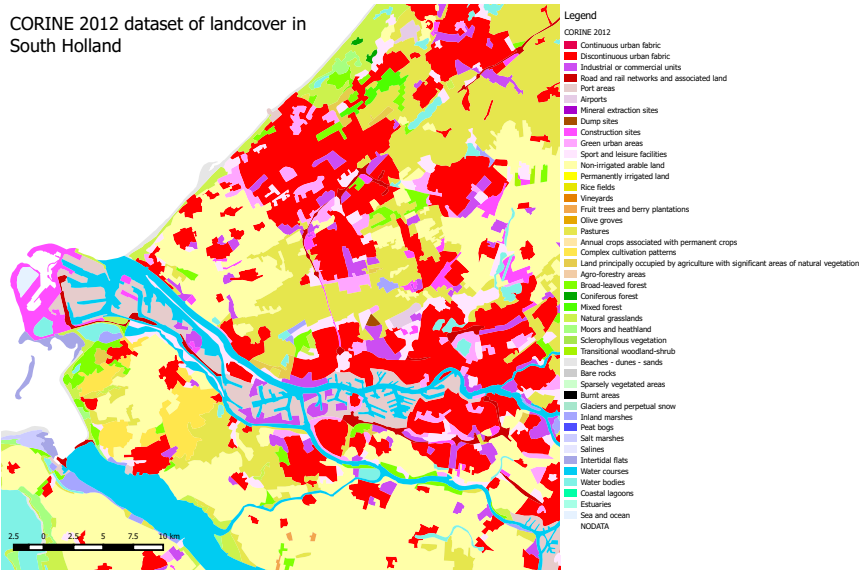 CORINE 2012 dataset of landcover in
South Holland
Legend
CORINE 2012
Continuous urban fabric
Discontinuous urban fabric
Industrial or commercial units
Road and rail networks and associated land
Port areas
Airports
Mineral extraction sites
Dump sites
Construction sites
Green urban areas
Sport and leisure facilities
Non-irrigated arable land
Permanently irrigated land
Rice fields
Vineyards
Fruit trees and berry plantations
Olive groves
Pastures
Annual crops associated with permanent crops
Complex cultivation patterns
Land principally occupied by agriculture with significant areas of natural vegetation
Agro-forestry areas
Broad-leaved forest
Coniferous forest
Mixed forest
Natural grasslands
Moors and heathland
Sclerophyllous vegetation
Transitional woodland-shrub
Beaches - dunes - sands
Bare rocks
Sparsely vegetated areas
Burnt areas
Glaciers and perpetual snow
Inland marshes
Peat bogs
Salt marshes
Salines
Intertidal flats
Water courses
Water bodies
Coastal lagoons
Estuaries
Sea and ocean
NODATA
2.5 0 2.5 5 7.5 10 km